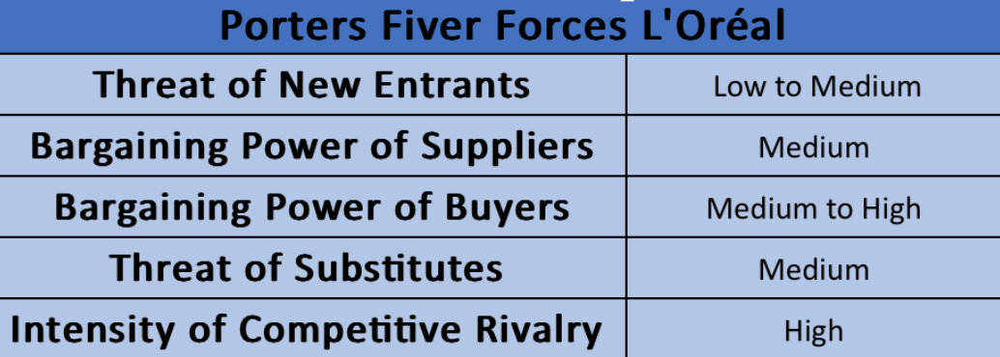 Porters Fiver Forces L'Oréal
Threat of New Entrants Low to Medium
Bargaining Power of Suppliers Medium
Bargaining Power of Buyers Medium to High
Threat of Substitutes Medium
Intensity of Competitive Rivalry High